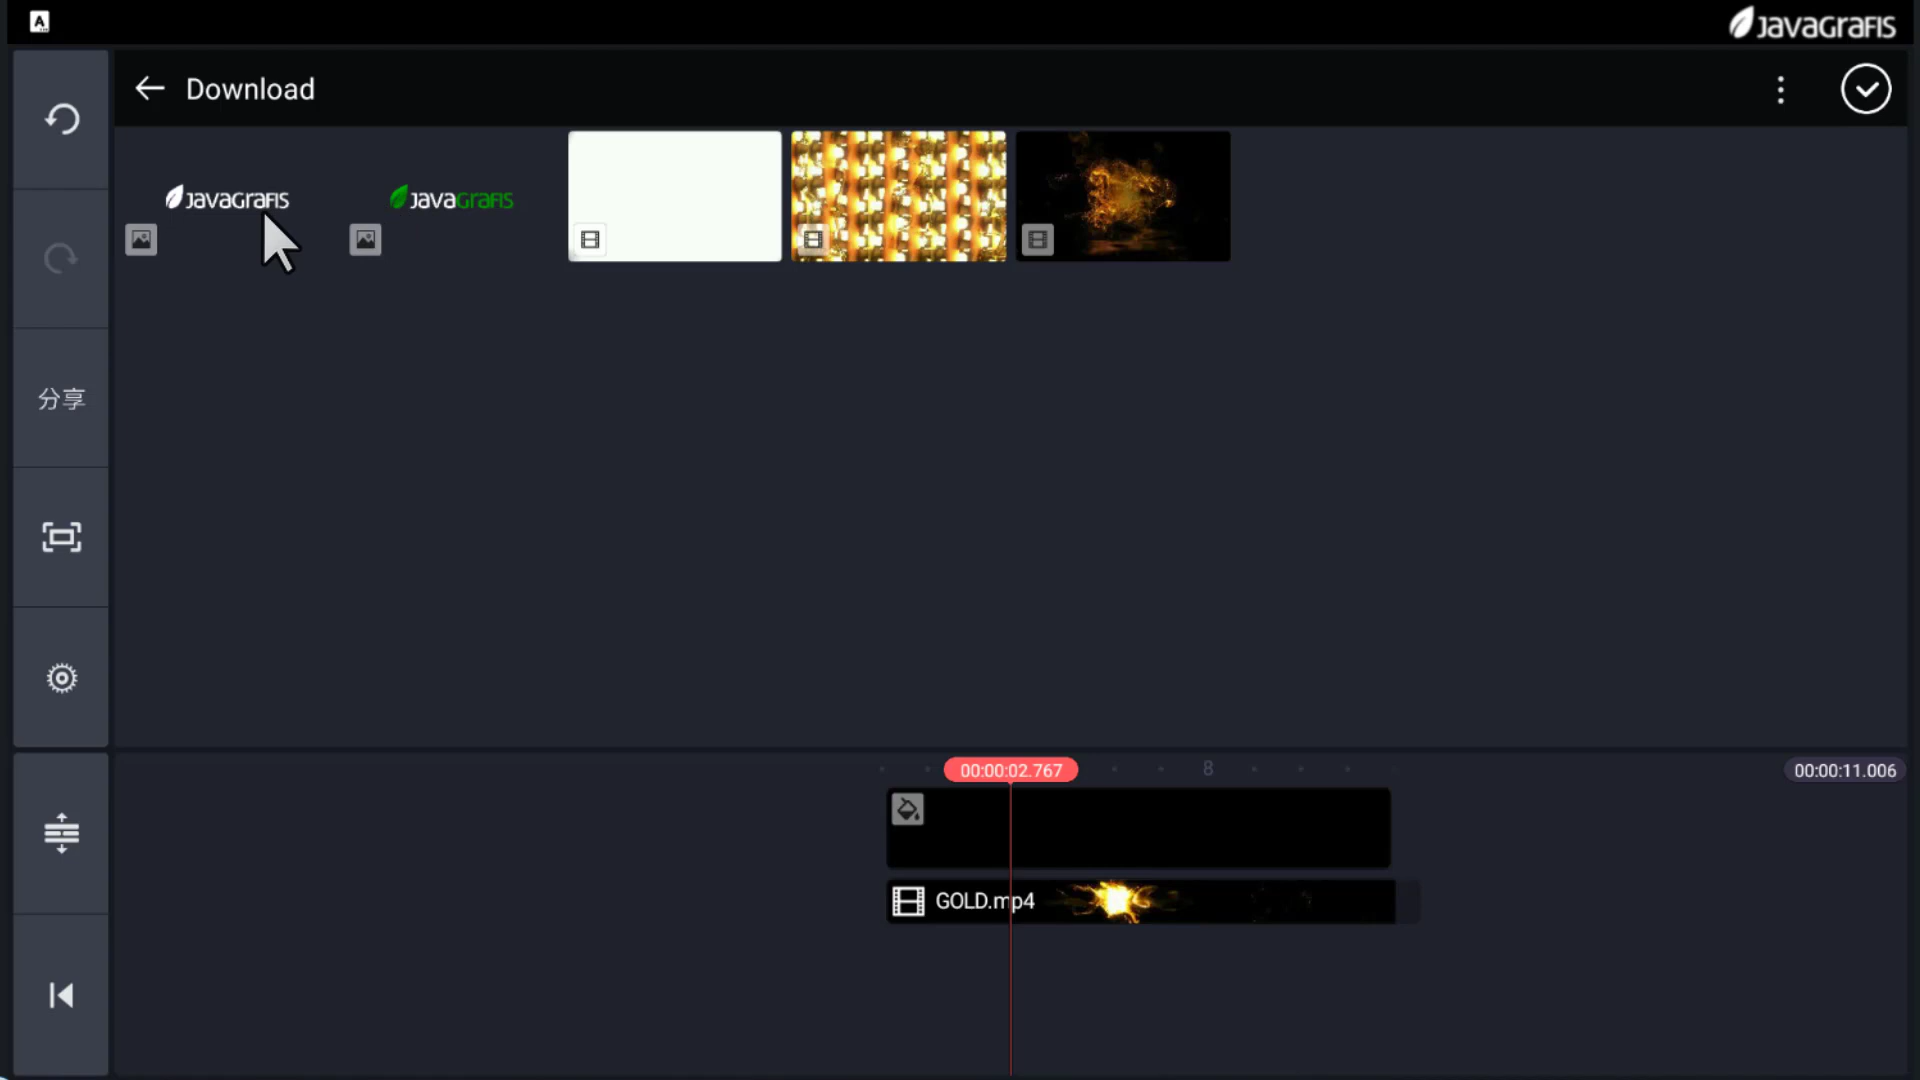 A
JAVAGRAFIS
Download
JAVAGRAFIS
JAVAGRAFIS
分享
00:00:02.767
8
00:00:11.006
GOLD.mp4